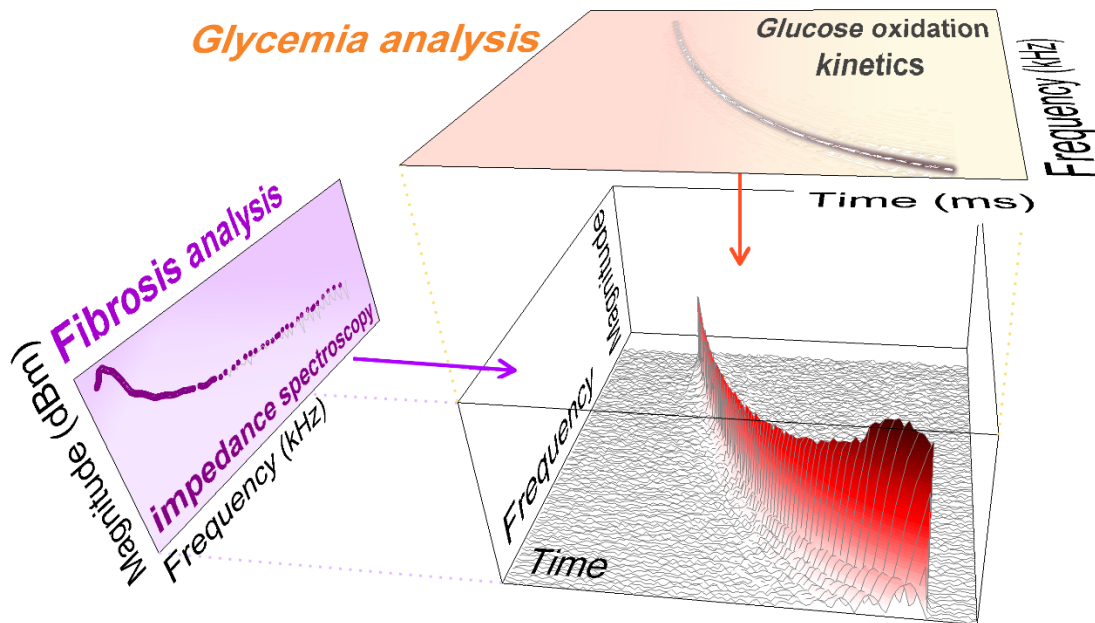 Glycemia analysis
Glucose oxidation
kinetics
Frequency (kHz)
Time (ms)
Fibrosis analysis
impedance spectroscopy
Magnitude (dBm)
Frequency (kHz)
Magnitude
Frequency
Time